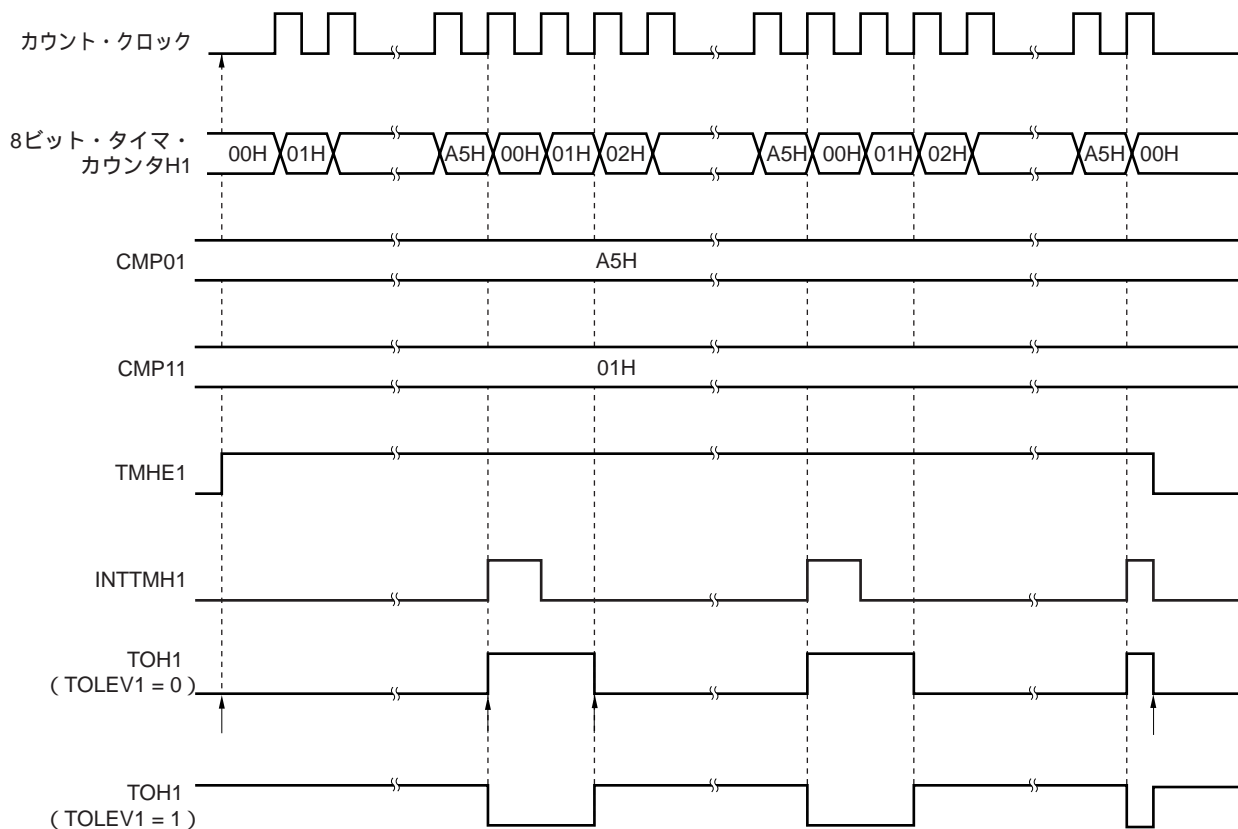 カウント・クロック
8ビット・タイマ・
カウンタH1
00H 01H A5H 00H 01H 02H A5H 00H 01H 02H A5H 00H
CMP01
A5H
CMP11
01H
TMHE1
INTTMH1
TOH1
(TOLEV1 = 0)
TOH1
(TOLEV1 = 1)